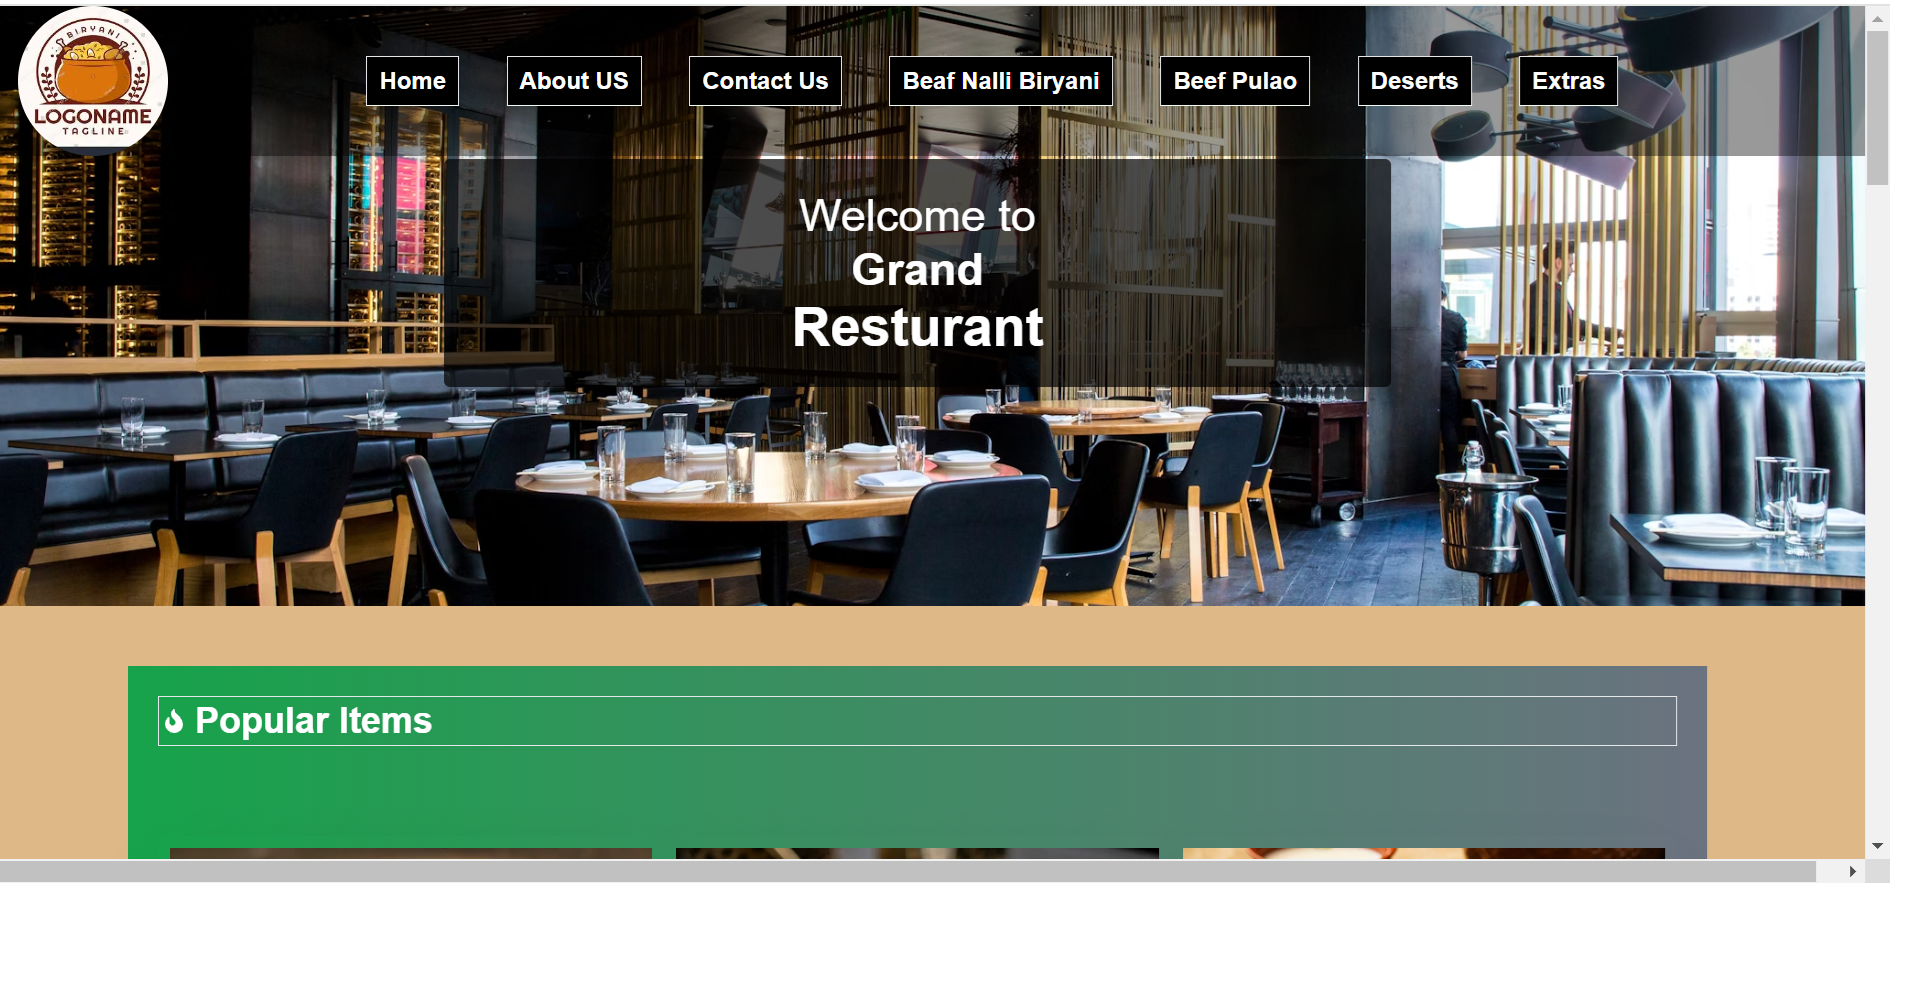 BIRYANI
LOGONAME
TAGLINE
Home About US Contact Us Beaf Nalli Biryani Beef Pulao Deserts Extras
Welcome to
Grand
Resturant
Popular Items